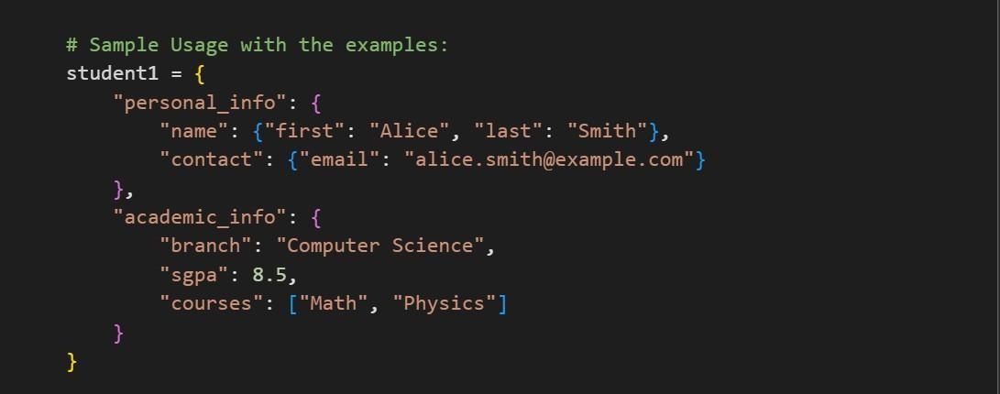 # Sample Usage with the examples:
student1 = {
    "personal_info": {
        "name": {"first": "Alice", "last": "Smith"},
        "contact": {"email": "alice.smith@example.com"}
    },
    "academic_info": {
        "branch": "Computer Science",
        "sgpa": 8.5,
        "courses": ["Math", "Physics"]
    }
}